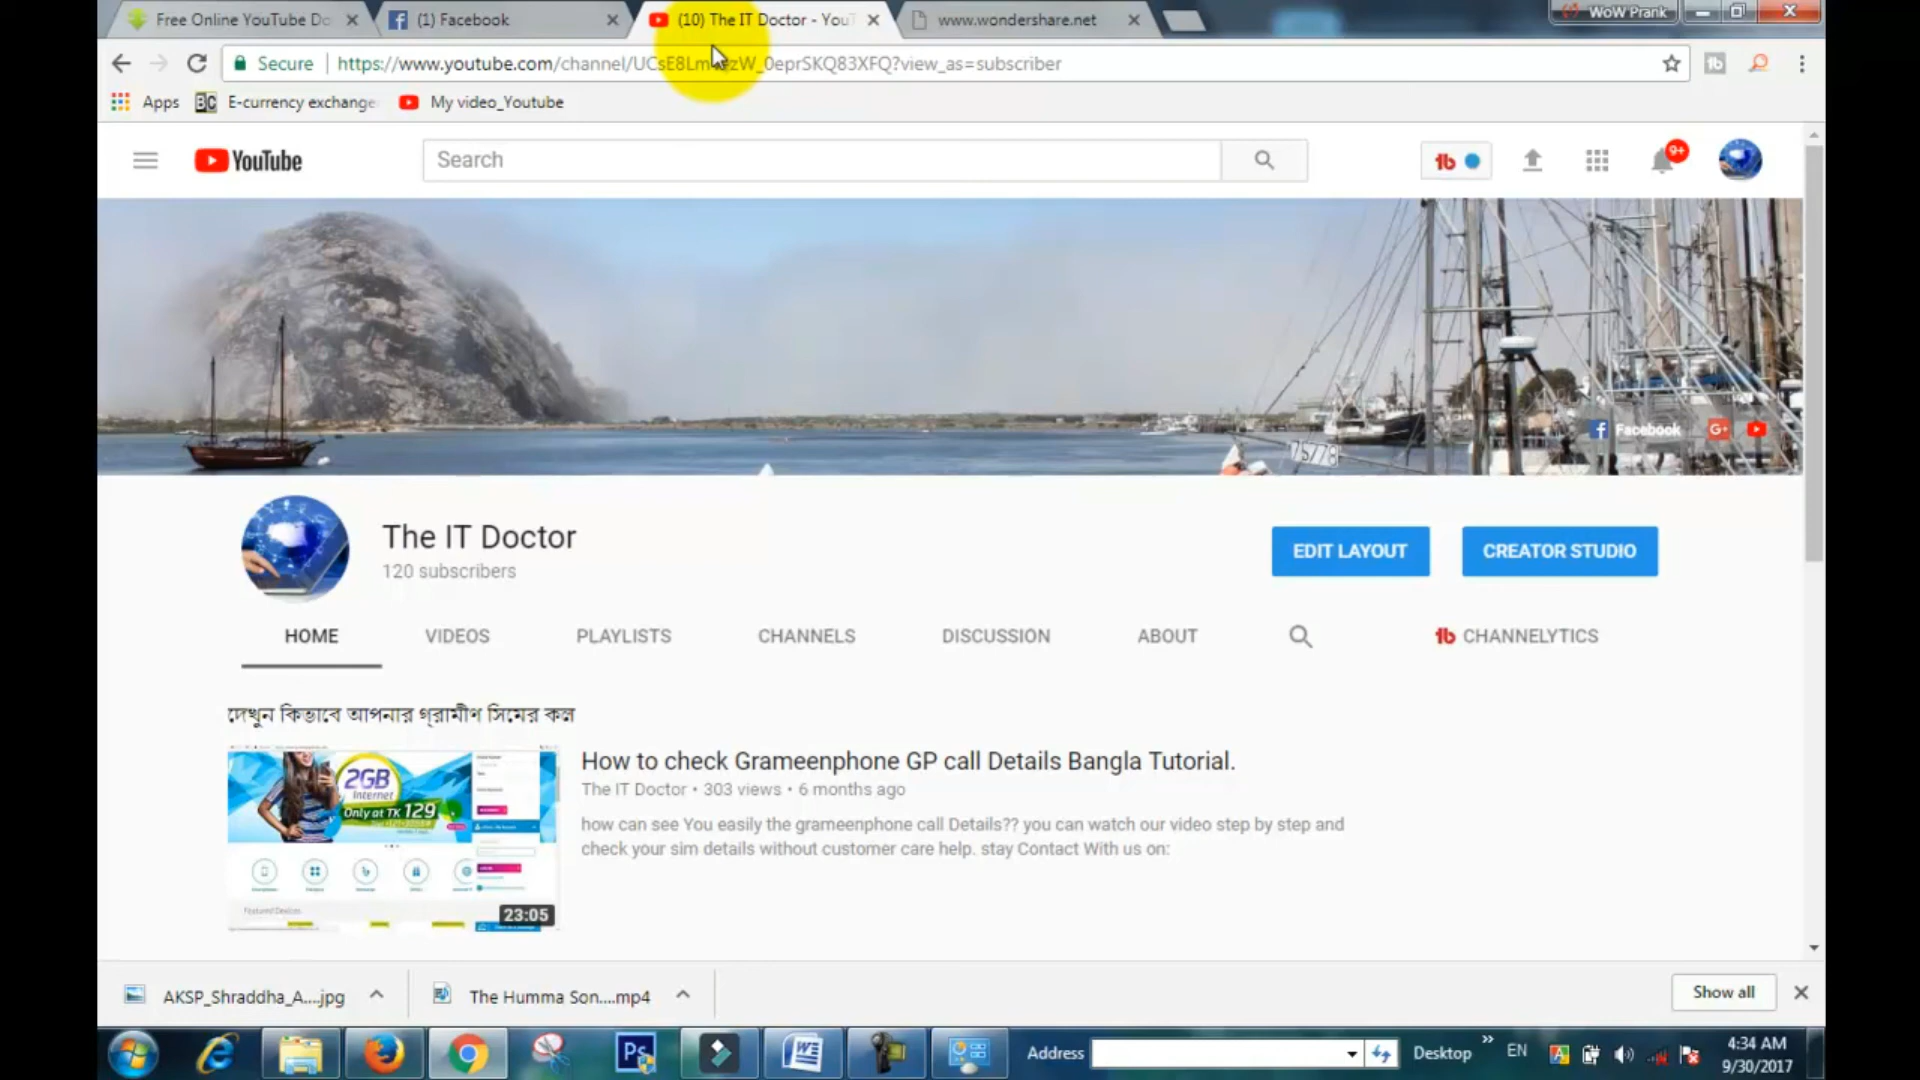 Free Online YouTube Do
(1) Facebook
(10) The IT Doctor - YouT
www.wondershare.net
WoW Prank
Secure
https://www.youtube.com/channel/UCsE8Lm zW_0eprSKQ83XFQ?view_as=subscriber
Apps
E-currency exchange
My video_Youtube
YouTube
Search
9+
75778
Facebook
G+
The IT Doctor
120 subscribers
EDIT LAYOUT
CREATOR STUDIO
HOME
VIDEOS
PLAYLISTS
CHANNELS
DISCUSSION
ABOUT
CHANNELYTICS
দেখুন কিভাবে আপনার গ্রামীণ সিমের কল
2GB
Internet
Only at TK 129
Featured Devices
23:05
How to check Grameenphone GP call Details Bangla Tutorial.
The IT Doctor • 303 views • 6 months ago
how can see You easily the grameenphone call Details?? you can watch our video step by step and
check your sim details without customer care help. stay Contact With us on:
AKSP_Shraddha_A....jpg
The Humma Son....mp4
Show all
Ps
Address
Desktop
EN
4:34 AM
9/30/2017